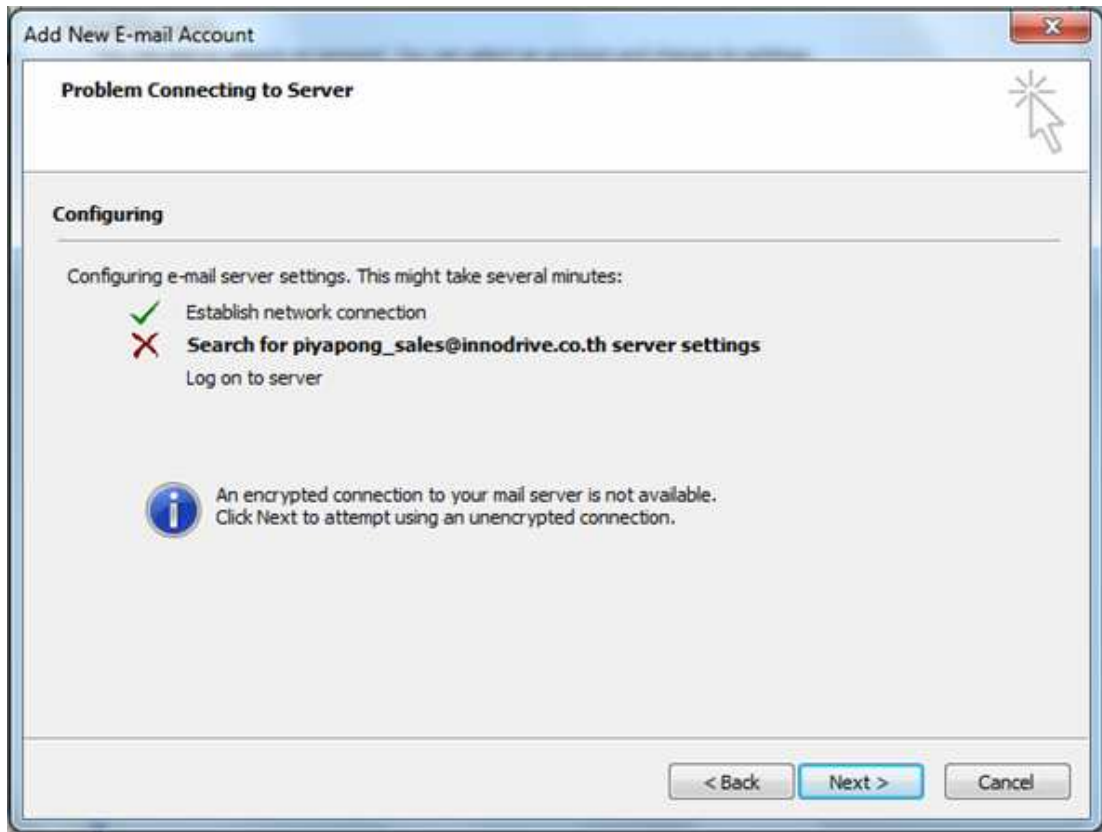 Add New E-mail Account
Problem Connecting to Server
Configuring
Configuring e-mail server settings. This might take several minutes:
Establish network connection
Search for piyapong_sales@innodrive.co.th server settings
Log on to server
An encrypted connection to your mail server is not available.
Click Next to attempt using an unencrypted connection.
< Back Next > Cancel